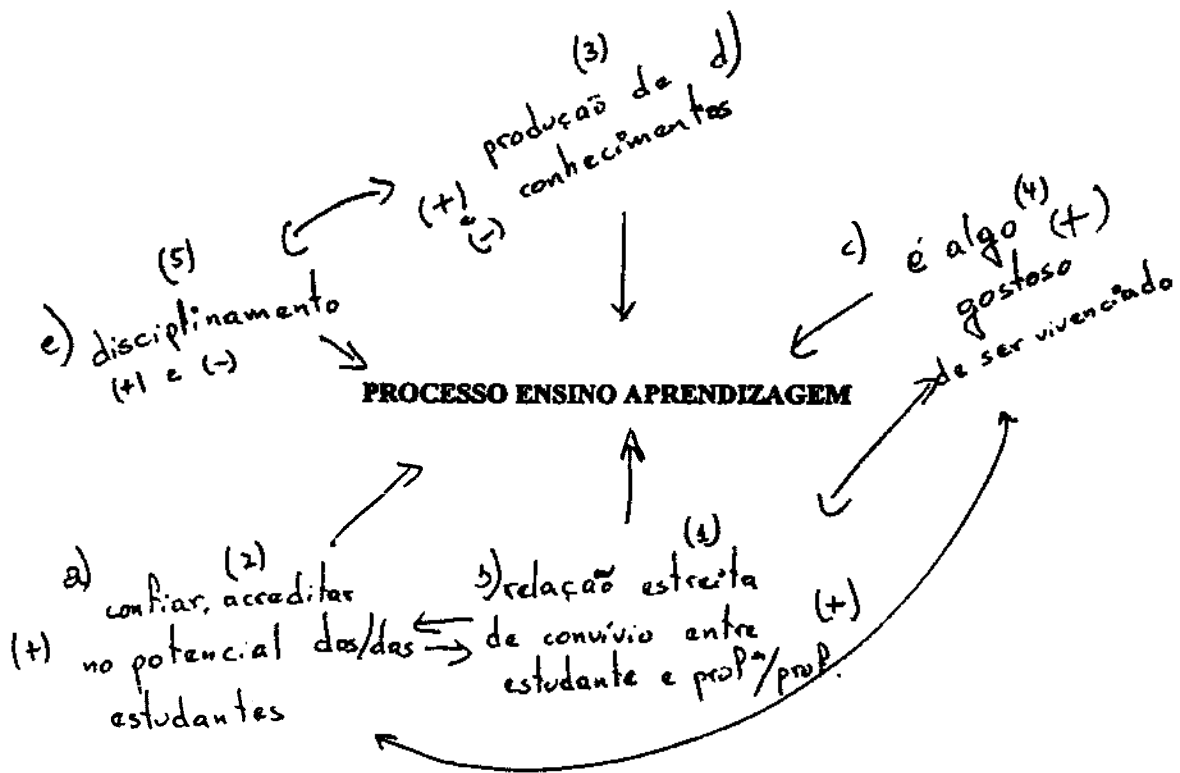 (3)
d)
produção de
conhecimentos
(+) e (-)
(5)
e) disciplinamento
(+) e (-)
(4)
c) é algo (+)
gostoso
de ser vivenciado
PROCESSO ENSINO APRENDIZAGEM
(2)
a) confiar, acreditar
(+) no potencial dos/das
estudantes
(1)
b) relação estreita
de convívio entre (+)
estudante e profª/prof.